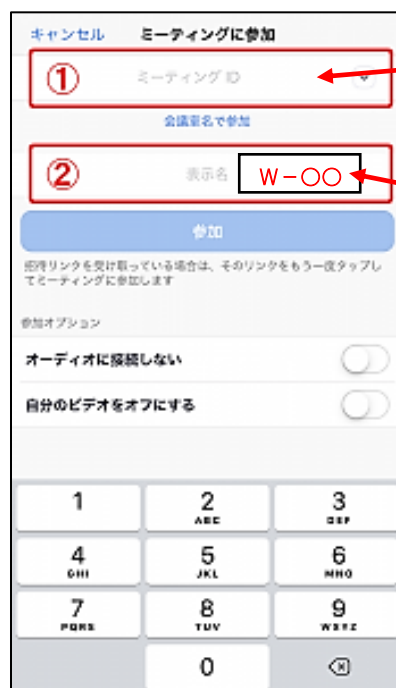 キャンセル ミーティングに参加
① ミーティング ID
会議室名で参加
② 表示名 W-○○
参加
招待リンクを受け取っている場合は、そのリンクをもう一度タップし
てミーティングに参加します
参加オプション
オーディオに接続しない
自分のビデオをオフにする
1 2 3
ABC DEF
4 5 6
GHI JKL MNO
7 8 9
PQRS TUV WXYZ
0